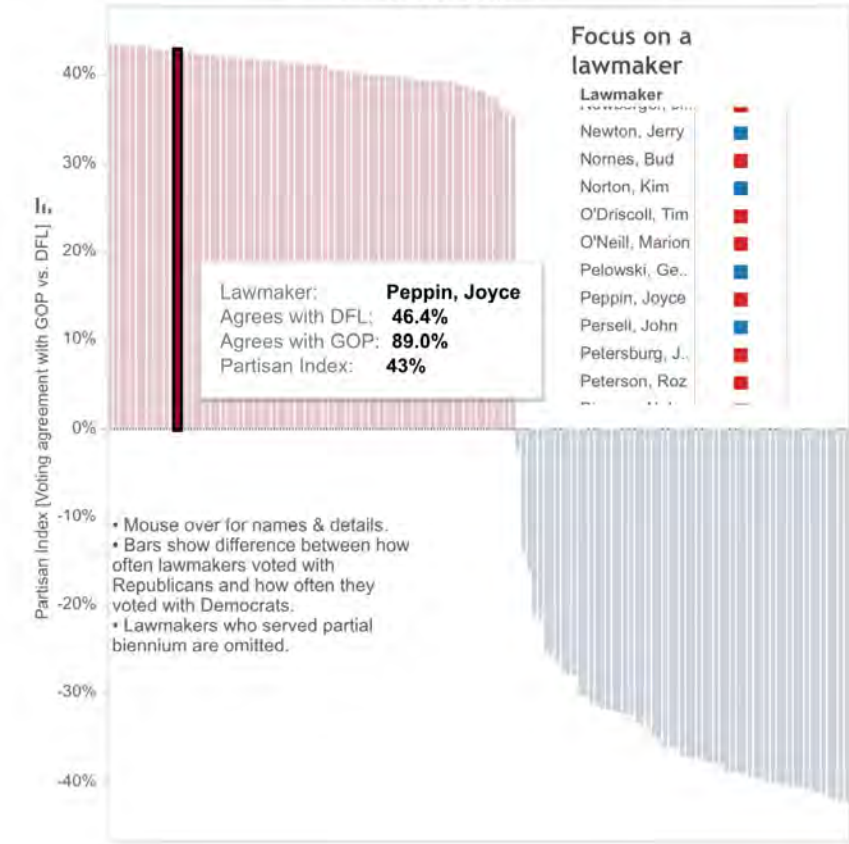 Focus on a
lawmaker
Lawmaker
Newton, Jerry
Nornes, Bud
Norton, Kim
O'Driscoll, Tim
O'Neill, Marion
Pelowski, Ge..
Peppin, Joyce
Persell, John
Petersburg, J..
Peterson, Roz
40%
30%
20%
10%
0%
-10%
-20%
-30%
-40%
Partisan Index [Voting agreement with GOP vs. DFL]
Lawmaker: Peppin, Joyce
Agrees with DFL: 46.4%
Agrees with GOP: 89.0%
Partisan Index: 43%
• Mouse over for names & details.
• Bars show difference between how
often lawmakers voted with
Republicans and how often they
voted with Democrats.
• Lawmakers who served partial
biennium are omitted.